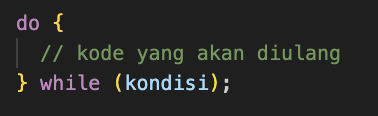 do {
  // kode yang akan diulang
} while (kondisi);